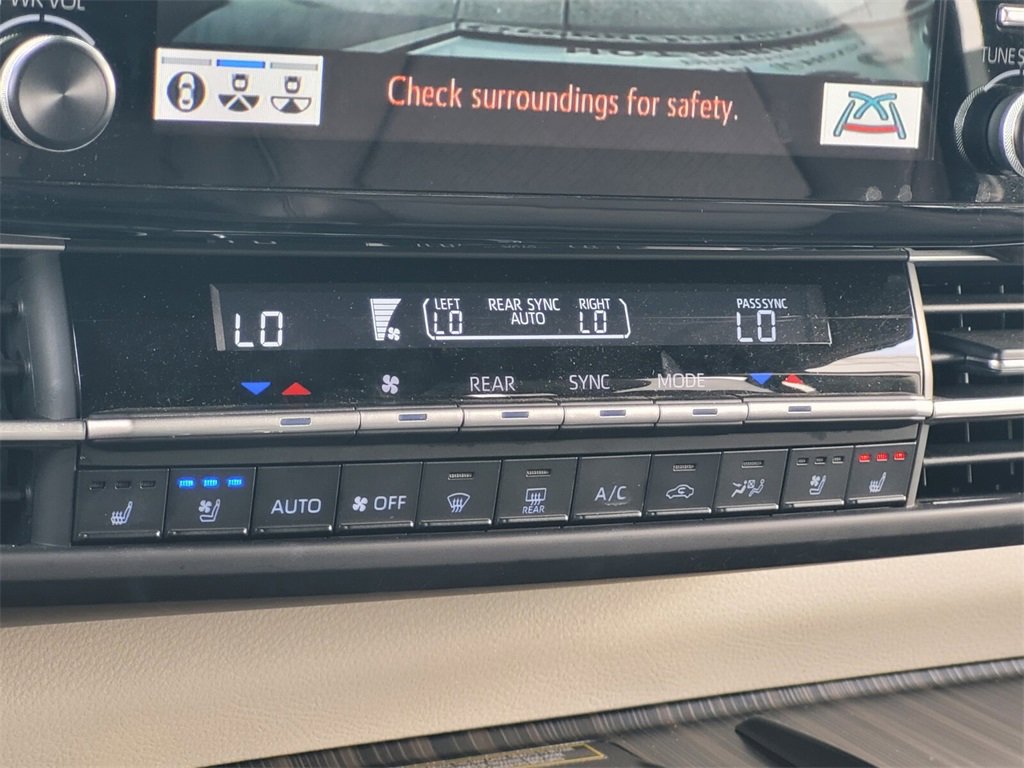 PWR VOL
TUNE
Check surroundings for safety.
LO
LEFT
LO
REAR SYNC
AUTO
RIGHT
LO
PASS SYNC
LO
REAR
SYNC
MODE
AUTO
OFF
REAR
A/C